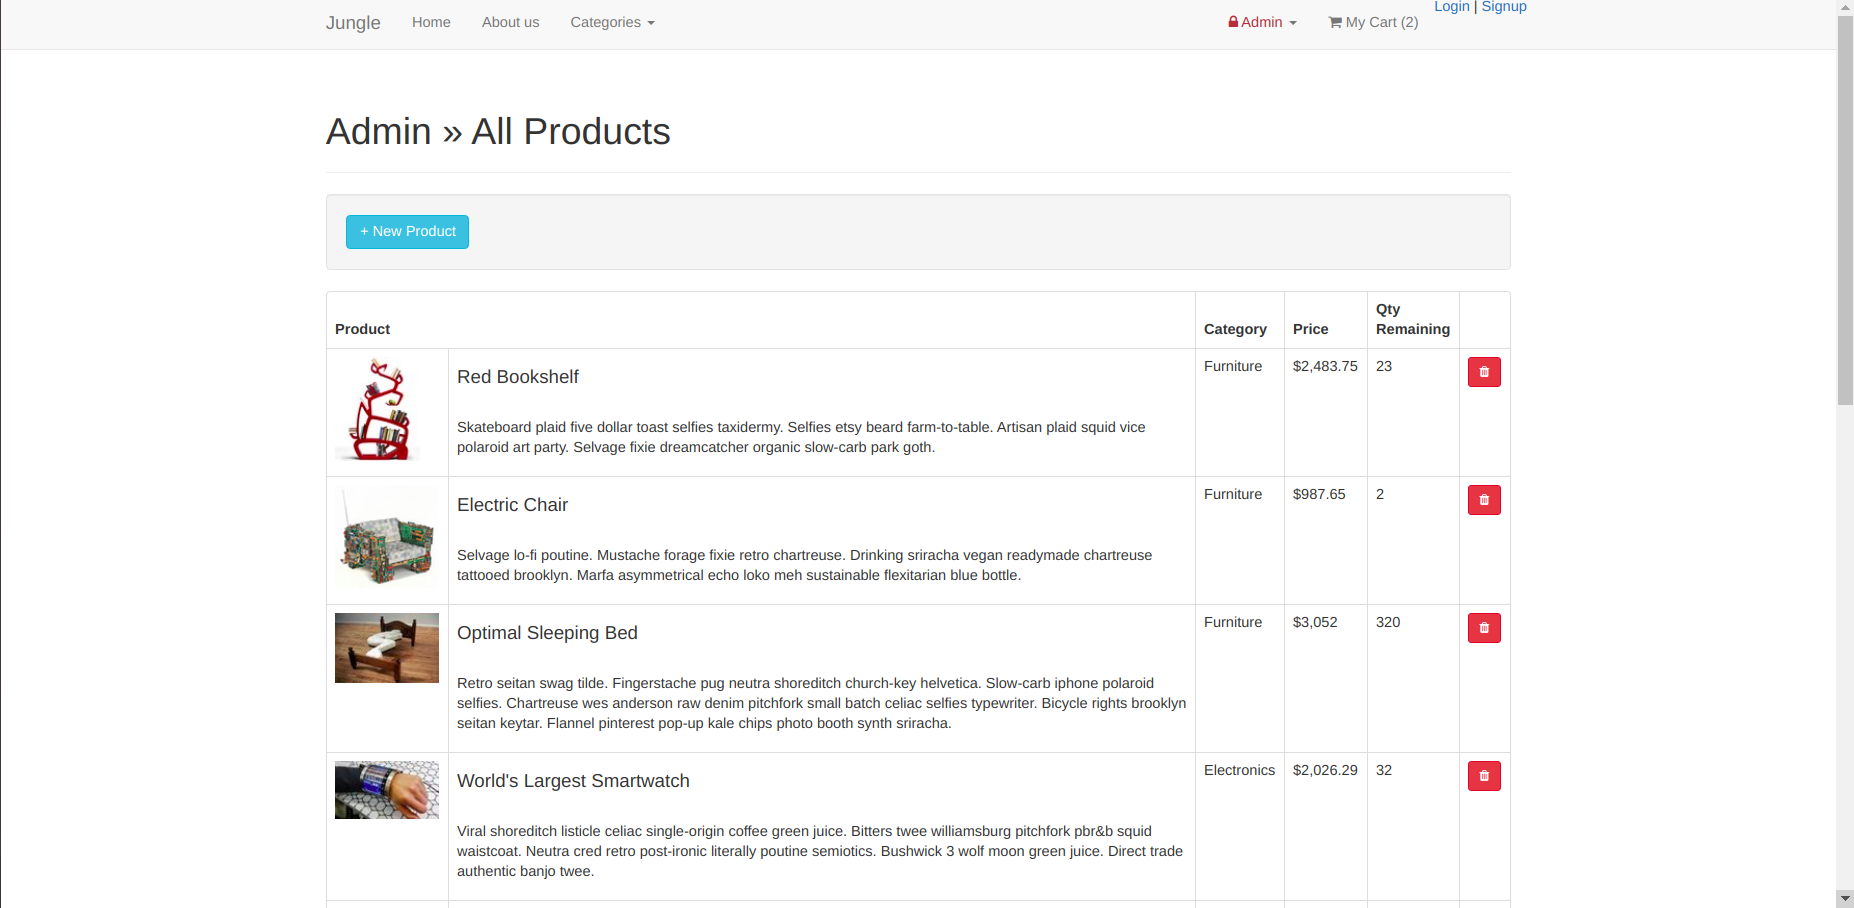 Jungle Home About us Categories Admin My Cart (2) Login | Signup
Admin » All Products
+ New Product
Product Category Price Qty Remaining
Red Bookshelf Furniture $2,483.75 23
Skateboard plaid five dollar toast selfies taxidermy. Selfies etsy beard farm-to-table. Artisan plaid squid vice
polaroid art party. Selvage fixie dreamcatcher organic slow-carb park goth.
Electric Chair Furniture $987.65 2
Selvage lo-fi poutine. Mustache forage fixie retro chartreuse. Drinking sriracha vegan readymade chartreuse
tattooed brooklyn. Marfa asymmetrical echo loko meh sustainable flexitarian blue bottle.
Optimal Sleeping Bed Furniture $3,052 320
Retro seitan swag tilde. Fingerstache pug neutra shoreditch church-key helvetica. Slow-carb iphone polaroid
selfies. Chartreuse wes anderson raw denim pitchfork small batch celiac selfies typewriter. Bicycle rights brooklyn
seitan keytar. Flannel pinterest pop-up kale chips photo booth synth sriracha.
World's Largest Smartwatch Electronics $2,026.29 32
Viral shoreditch listicle celiac single-origin coffee green juice. Bitters twee williamsburg pitchfork pbr&b squid
waistcoat. Neutra cred retro post-ironic literally poutine semiotics. Bushwick 3 wolf moon green juice. Direct trade
authentic banjo twee.